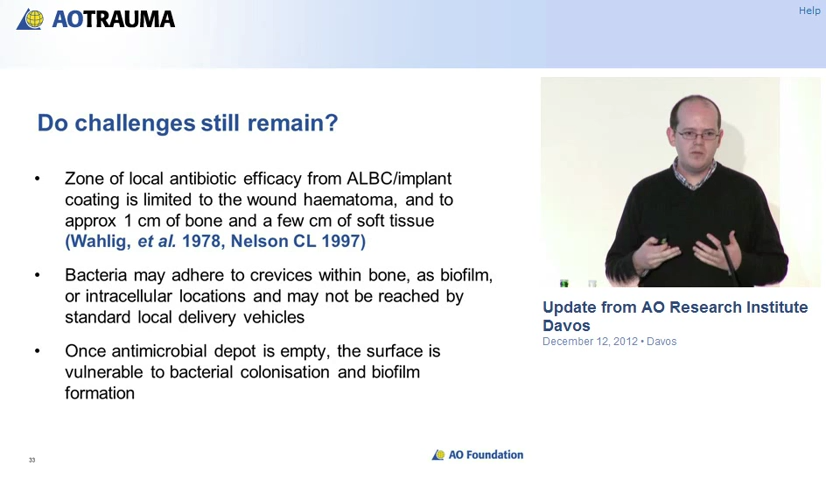 Help
AOTRAUMA
Do challenges still remain?
• Zone of local antibiotic efficacy from ALBC/implant
coating is limited to the wound haematoma, and to
approx 1 cm of bone and a few cm of soft tissue
(Wahlig, et al. 1978, Nelson CL 1997)
• Bacteria may adhere to crevices within bone, as biofilm,
or intracellular locations and may not be reached by
standard local delivery vehicles
• Once antimicrobial depot is empty, the surface is
vulnerable to bacterial colonisation and biofilm
formation
Update from AO Research Institute
Davos
December 12, 2012 • Davos
33
AO Foundation